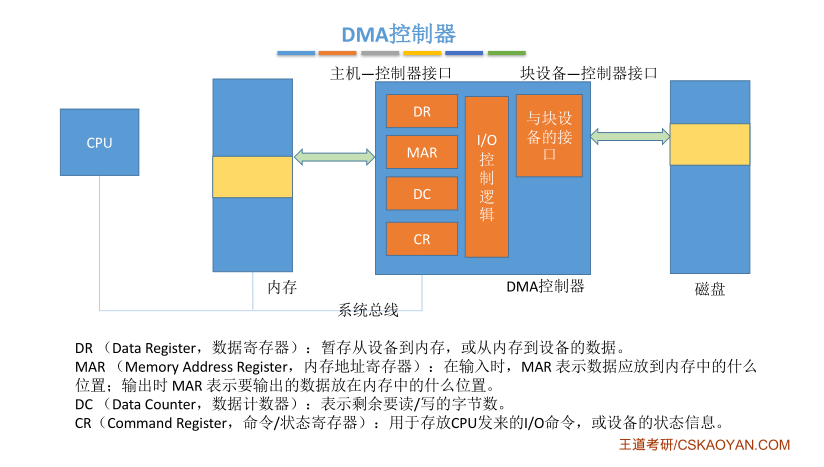 DMA控制器
主机—控制器接口
块设备—控制器接口
CPU
DR
MAR
DC
CR
I/O
控
制
逻
辑
与块设
备的接
口
内存
DMA控制器
磁盘
系统总线
DR （Data Register，数据寄存器）：暂存从设备到内存，或从内存到设备的数据。
MAR （Memory Address Register，内存地址寄存器）：在输入时，MAR 表示数据应放到内存中的什么
位置；输出时 MAR 表示要输出的数据放在内存中的什么位置。
DC （Data Counter，数据计数器）：表示剩余要读/写的字节数。
CR（Command Register，命令/状态寄存器）：用于存放CPU发来的I/O命令，或设备的状态信息。
王道考研/CSKAOYAN.COM